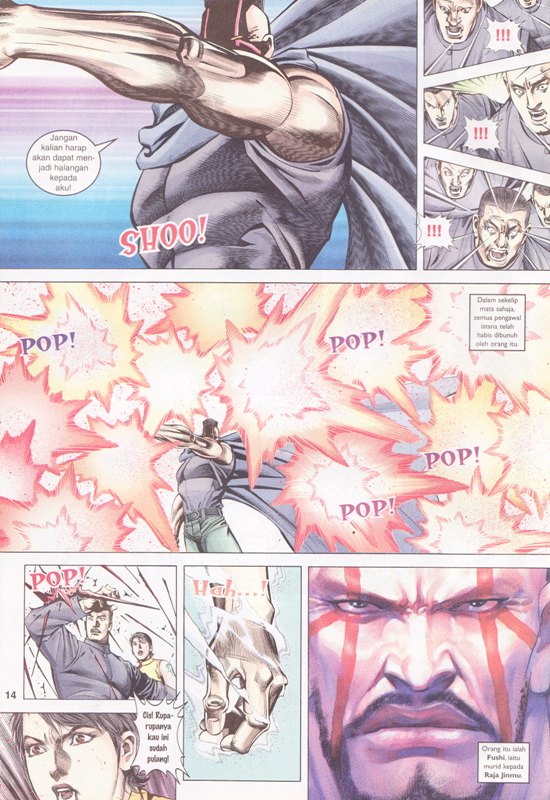 Jangan
kalian harap
akan dapat men-
jadi halangan
kepada
aku!
SHOO!
!!!
!!!
!!!
Dalam sekelip
mata sahaja,
semua pengawal
istana telah
habis dibunuh
oleh orang itu.
POP!
POP!
POP!
POP!
POP!
Huh...!
Cis! Rupa-
rupanya
kau ini
sudah
pulang!
Orang itu ialah
Fushi, iaitu
murid kepada
Raja Jinmu.
14